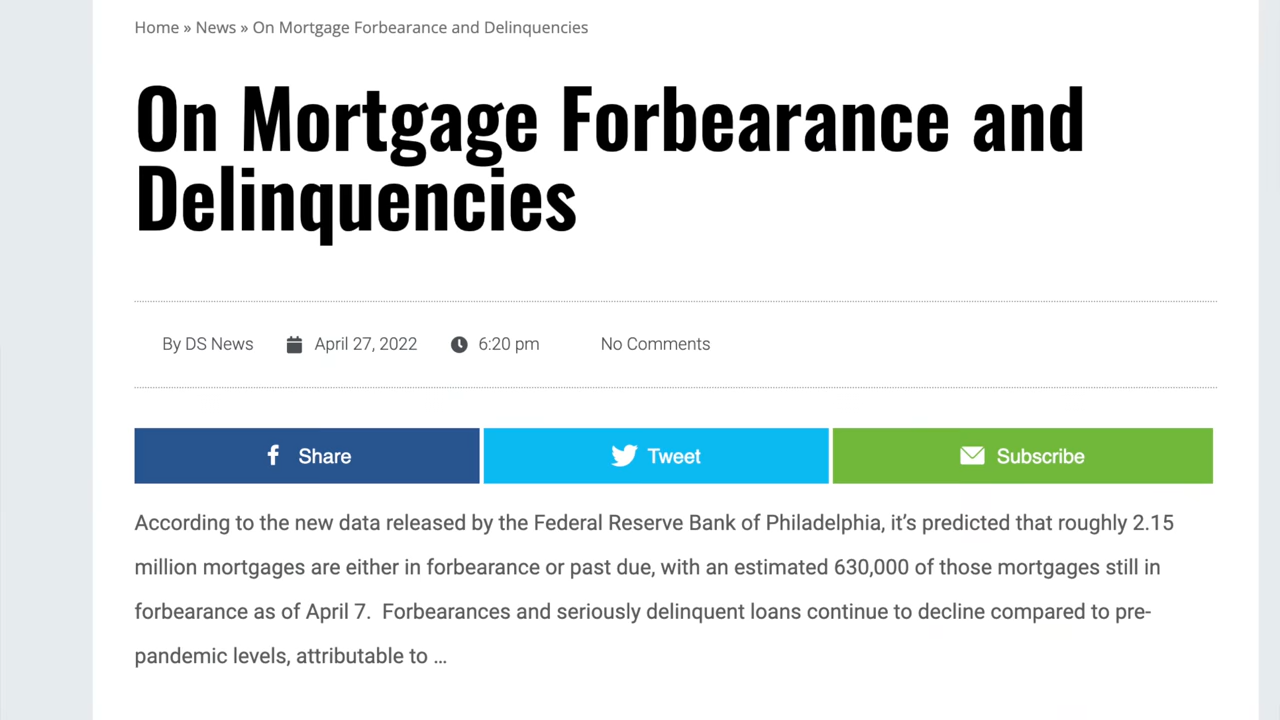 Home » News » On Mortgage Forbearance and Delinquencies
On Mortgage Forbearance and
Delinquencies
By DS News April 27, 2022 6:20 pm No Comments
Share Tweet Subscribe
According to the new data released by the Federal Reserve Bank of Philadelphia, it’s predicted that roughly 2.15
million mortgages are either in forbearance or past due, with an estimated 630,000 of those mortgages still in
forbearance as of April 7.  Forbearances and seriously delinquent loans continue to decline compared to pre-
pandemic levels, attributable to ...